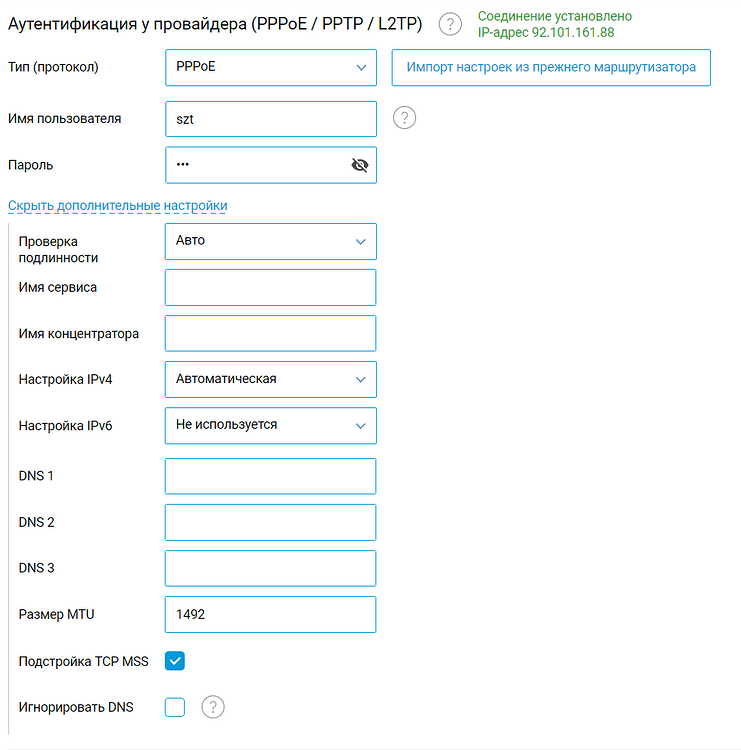 Аутентификация у провайдера (PPPoE / PPTP / L2TP) ?
Соединение установлено
IP-адрес 92.101.161.88
Тип (протокол) PPPoE Импорт настроек из прежнего маршрутизатора
Имя пользователя szt ?
Пароль •••
Скрыть дополнительные настройки
Проверка
подлинности Авто
Имя сервиса
Имя концентратора
Настройка IPv4 Автоматическая
Настройка IPv6 Не используется
DNS 1
DNS 2
DNS 3
Размер MTU 1492
Подстройка TCP MSS
Игнорировать DNS ?